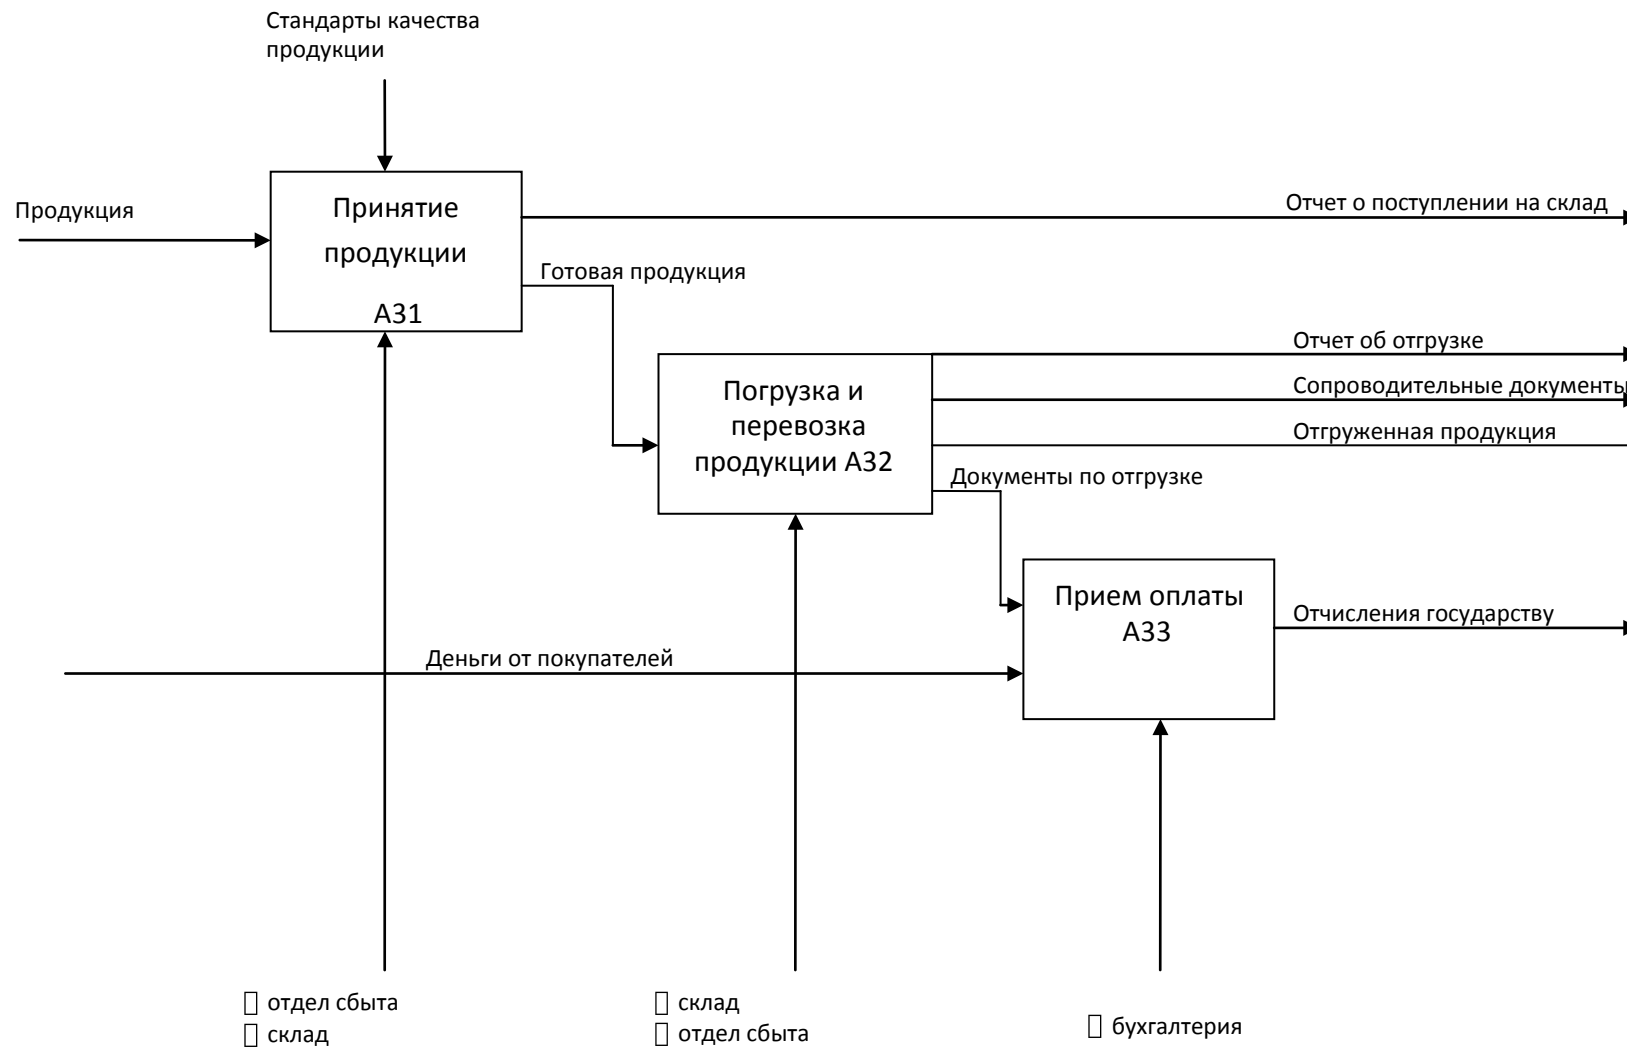 Стандарты качества
продукции
Продукция
Принятие
продукции
А31
Отчет о поступлении на склад
Готовая продукция
Отчет об отгрузке
Погрузка и
перевозка
продукции А32
Сопроводительные документы
Отгруженная продукция
Документы по отгрузке
Прием оплаты
А33
Отчисления государству
Деньги от покупателей
отдел сбыта
склад
склад
отдел сбыта
бухгалтерия